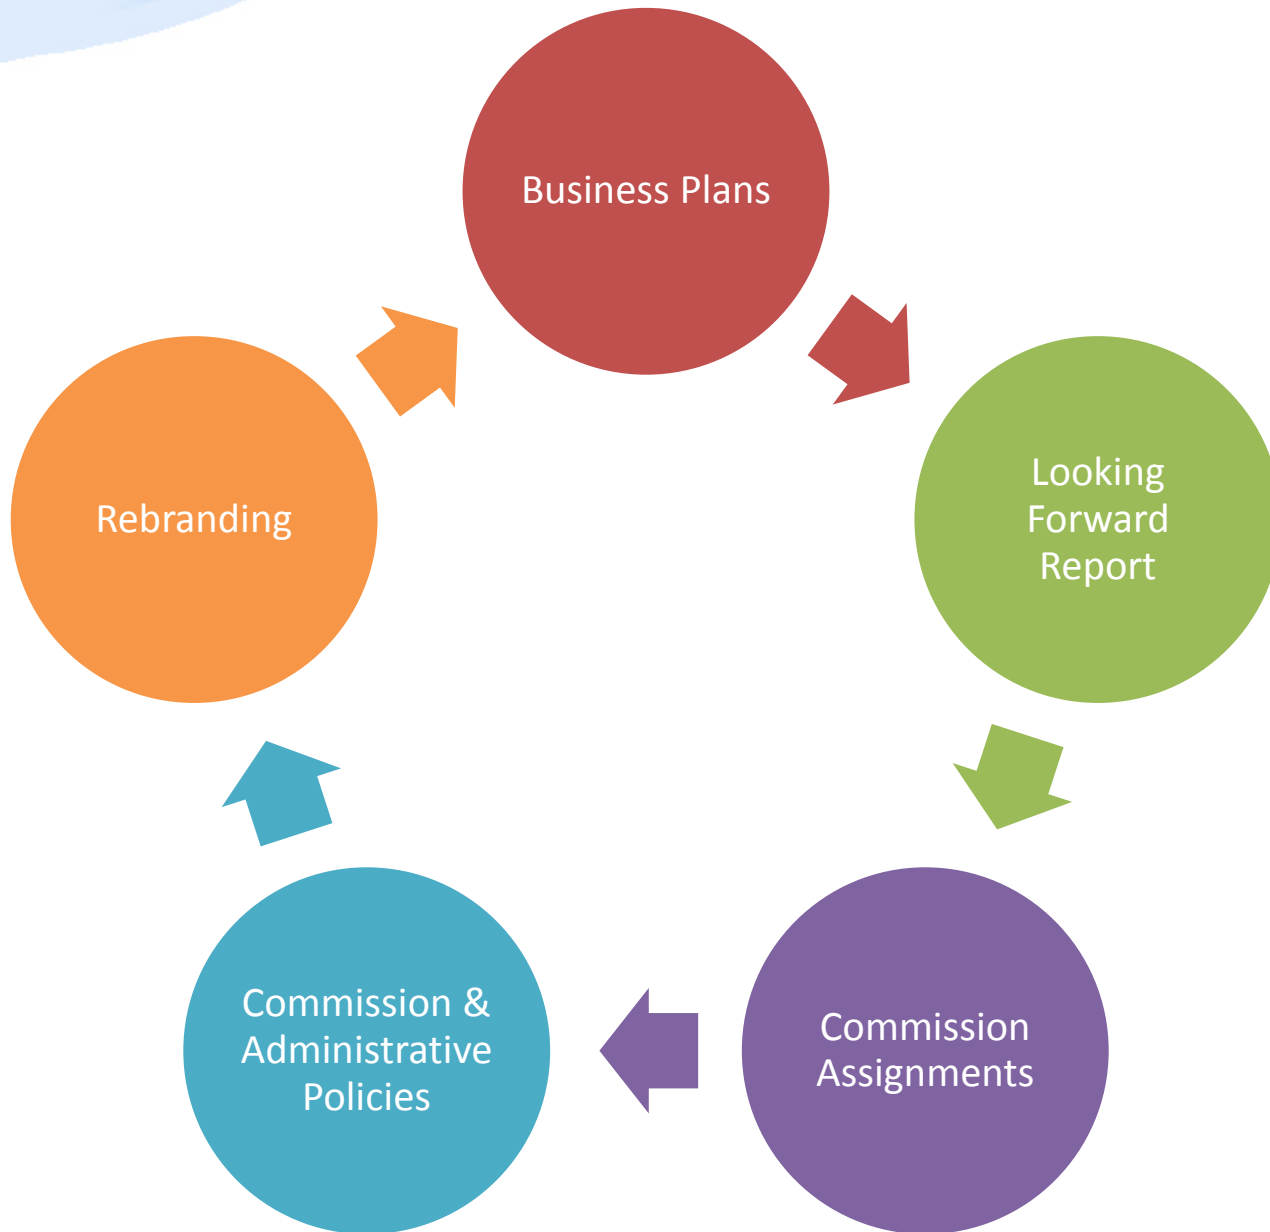 Business Plans
Looking
Forward
Report
Commission
Assignments
Commission &
Administrative
Policies
Rebranding